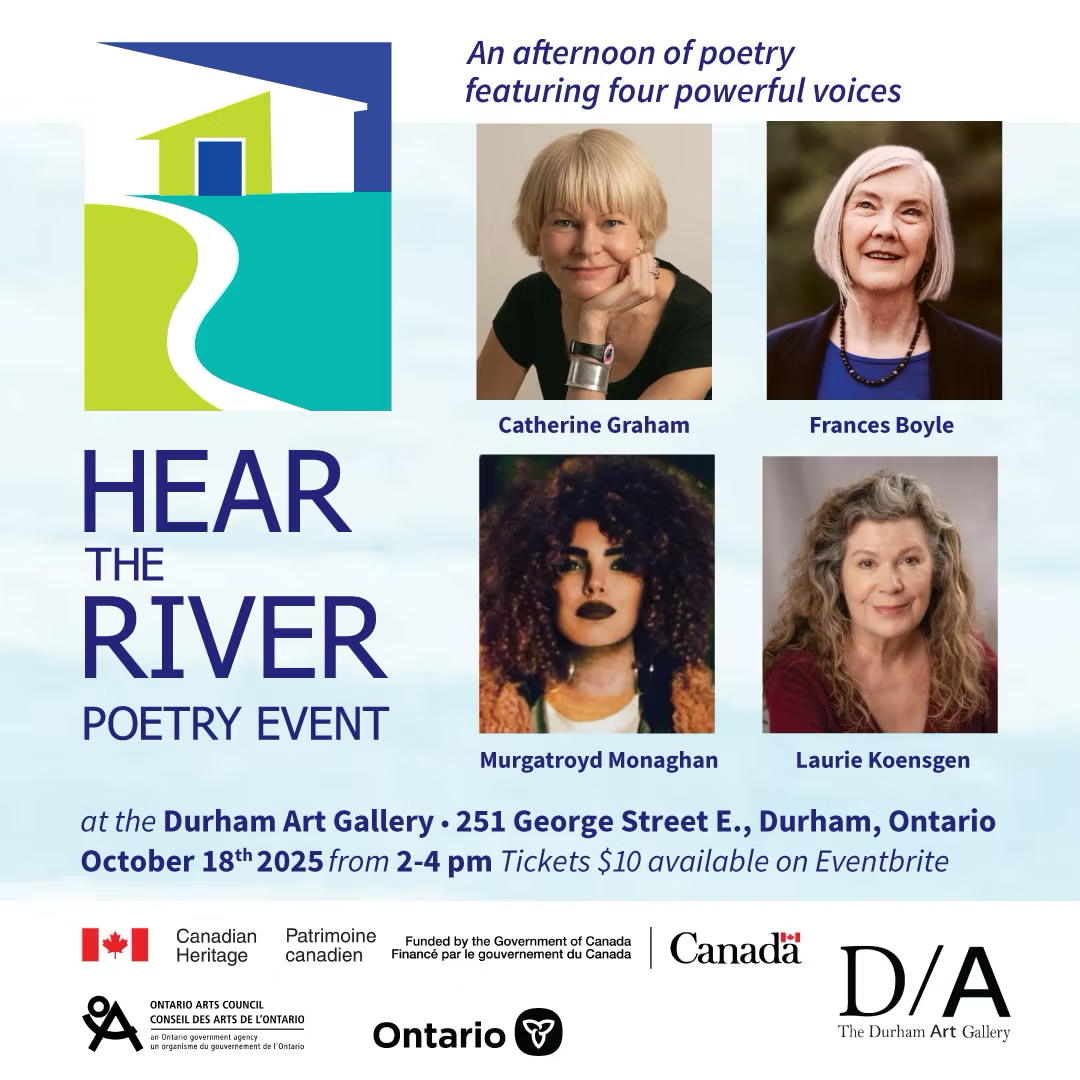 An afternoon of poetry
featuring four powerful voices
Catherine Graham
Frances Boyle
HEAR
THE
RIVER
POETRY EVENT
Murgatroyd Monaghan
Laurie Koensgen
at the Durham Art Gallery • 251 George Street E., Durham, Ontario
October 18th 2025 from 2-4 pm Tickets $10 available on Eventbrite
Canadian
Heritage
Patrimoine
canadien
Funded by the Government of Canada
Financé par le gouvernement du Canada
Canada
D/A
The Durham Art Gallery
ONTARIO ARTS COUNCIL
CONSEIL DES ARTS DE L'ONTARIO
an Ontario government agency
un organisme du gouvernement de l'Ontario
Ontario